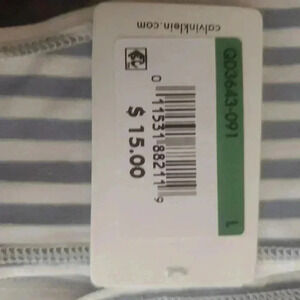 calvinklein.com
QD3643-091
L
0 11531 88211 9
$ 15.00